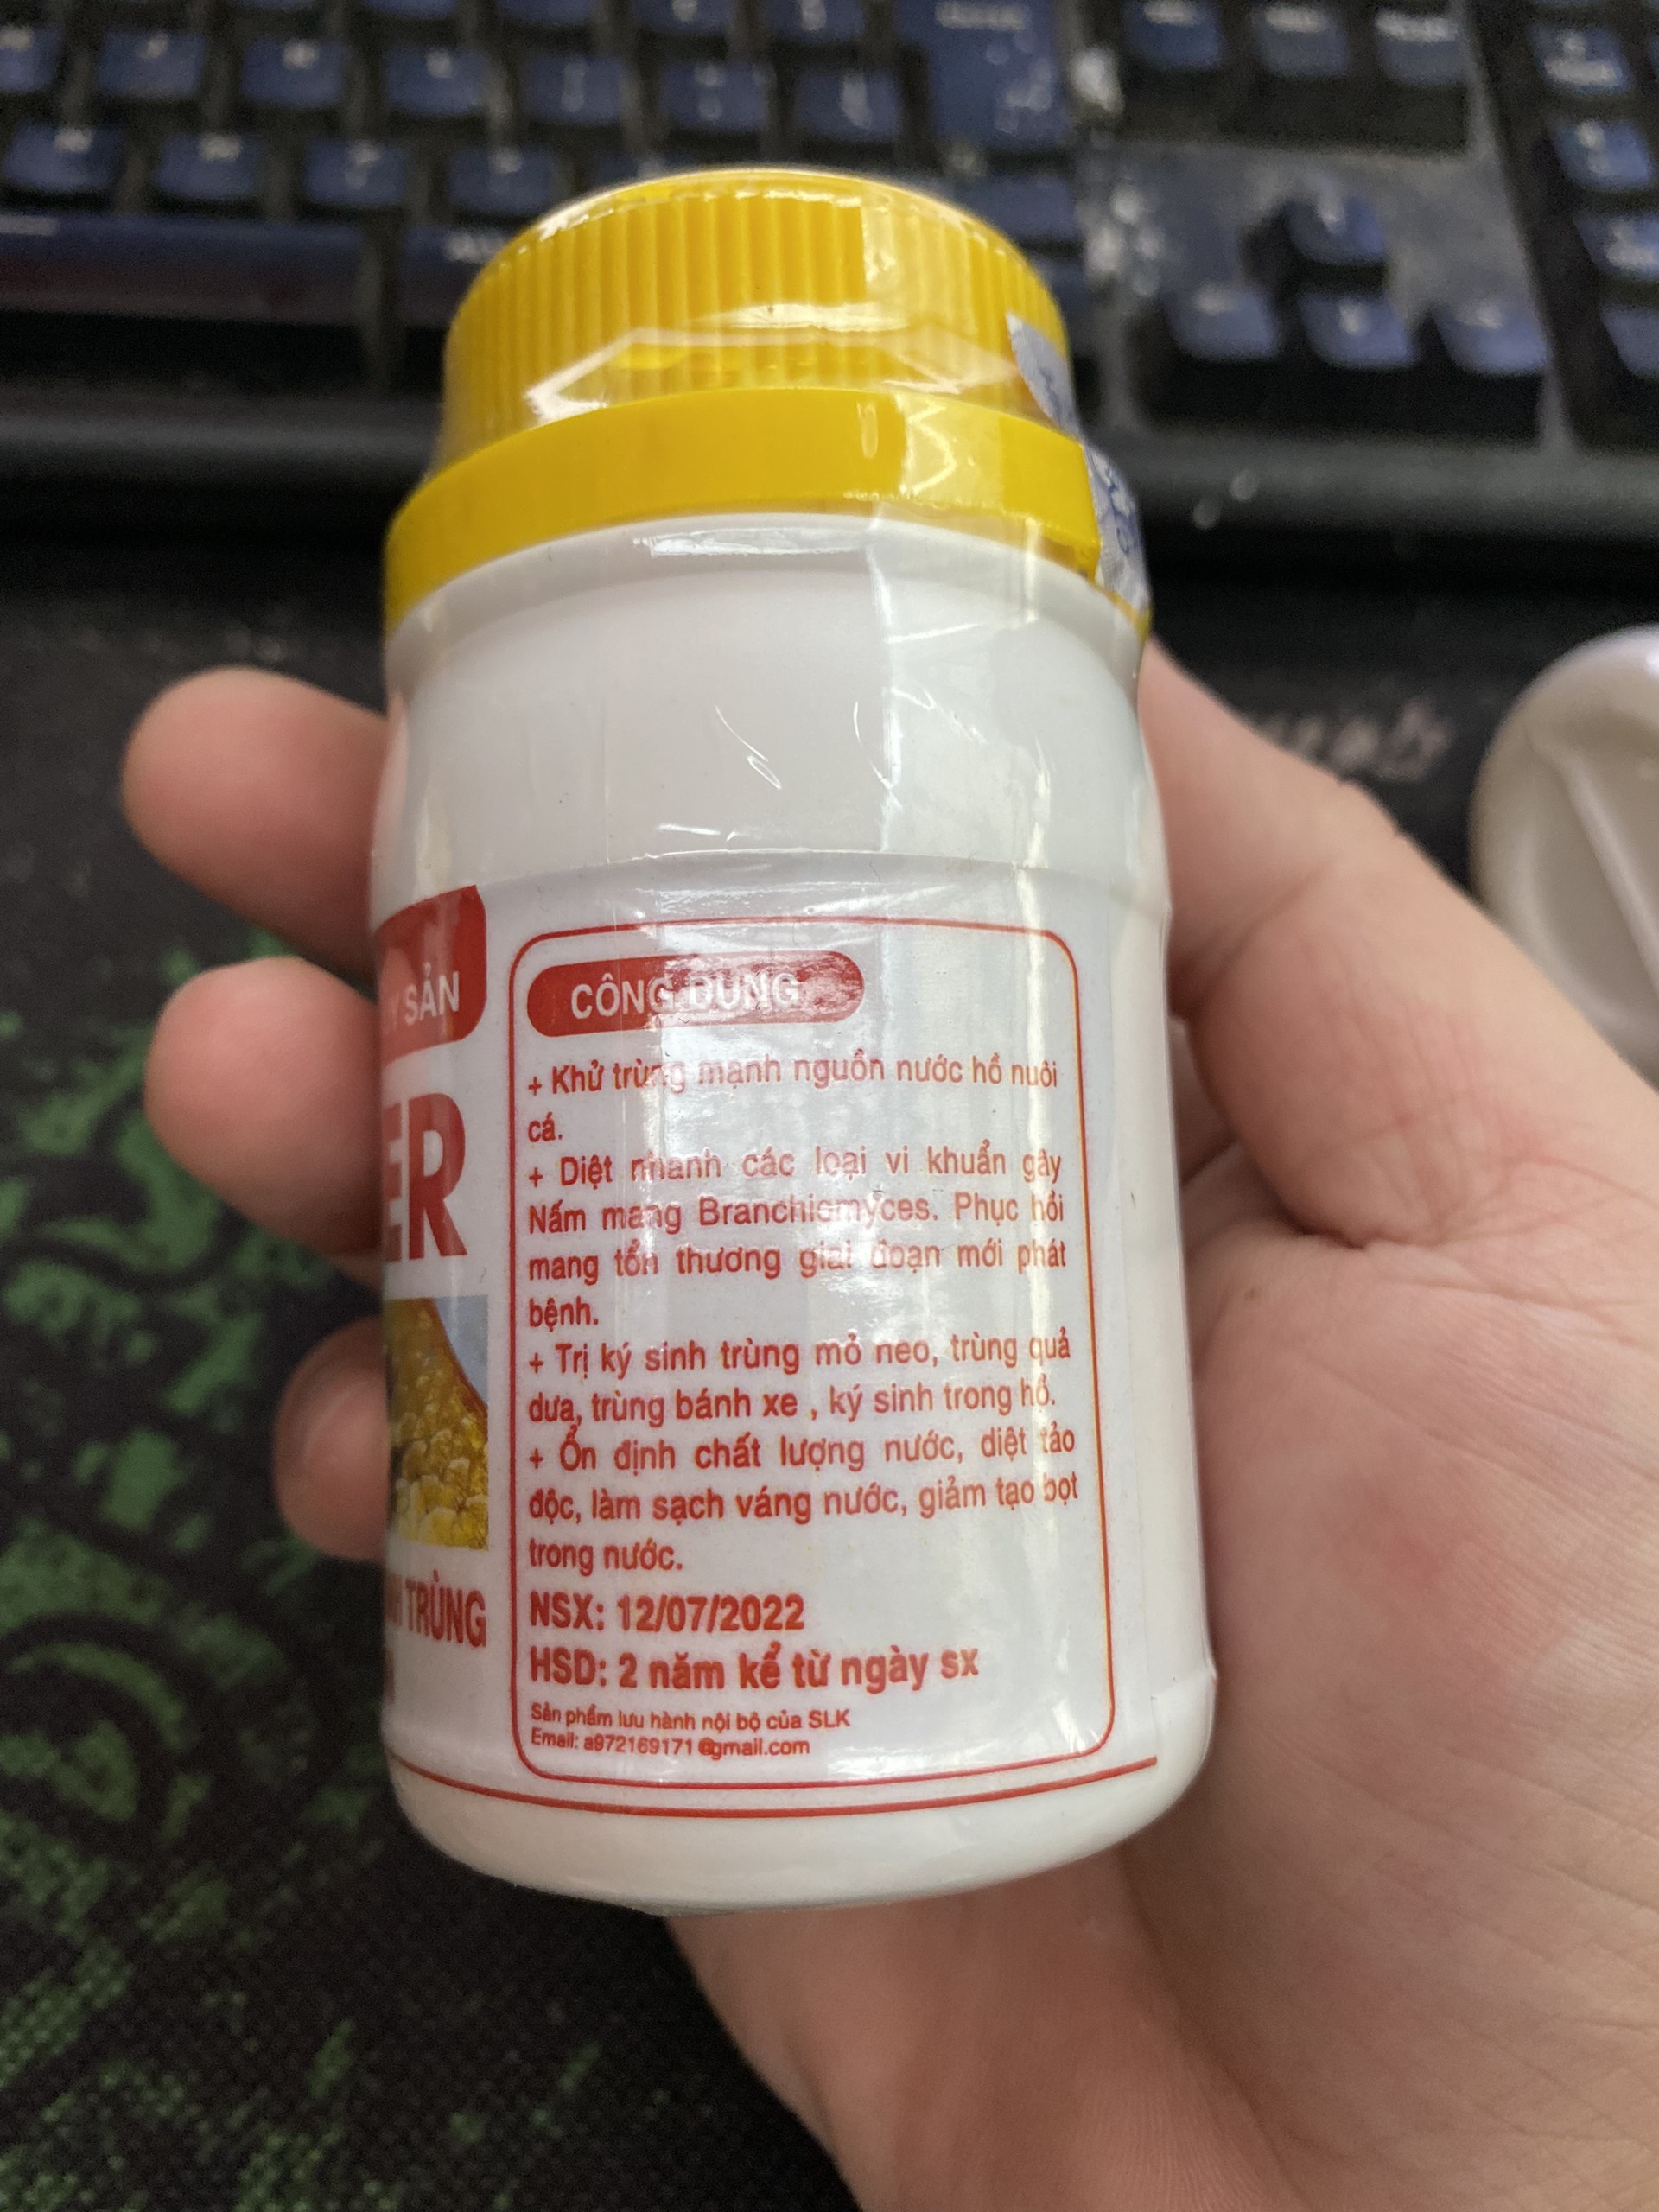 SẢN
ER
TRÙNG
CÔNG DỤNG
+ Khử trùng mạnh nguồn nước hồ nuôi
cá.
+ Diệt nhanh các loại vi khuẩn gây
Nấm mang Branchiomyces. Phục hồi
mang tổn thương giai đoạn mới phát
bệnh.
+ Trị ký sinh trùng mỏ neo, trùng quả
dưa, trùng bánh xe , ký sinh trong hồ.
+ Ổn định chất lượng nước, diệt tảo
độc, làm sạch váng nước, giảm tạo bọt
trong nước.
NSX: 12/07/2022
HSD: 2 năm kể từ ngày sx
Sản phẩm lưu hành nội bộ của SLK
Email: a972169171@gmail.com